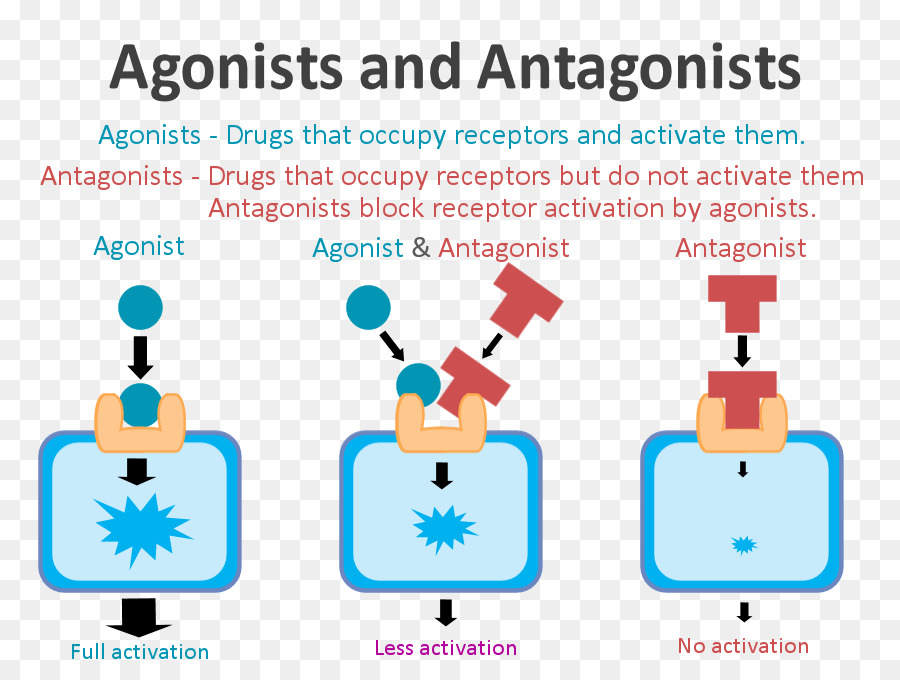 Agonists and Antagonists
Agonists - Drugs that occupy receptors and activate them.
Antagonists - Drugs that occupy receptors but do not activate them
Antagonists block receptor activation by agonists.
Agonist
Agonist & Antagonist
Antagonist
Full activation
Less activation
No activation